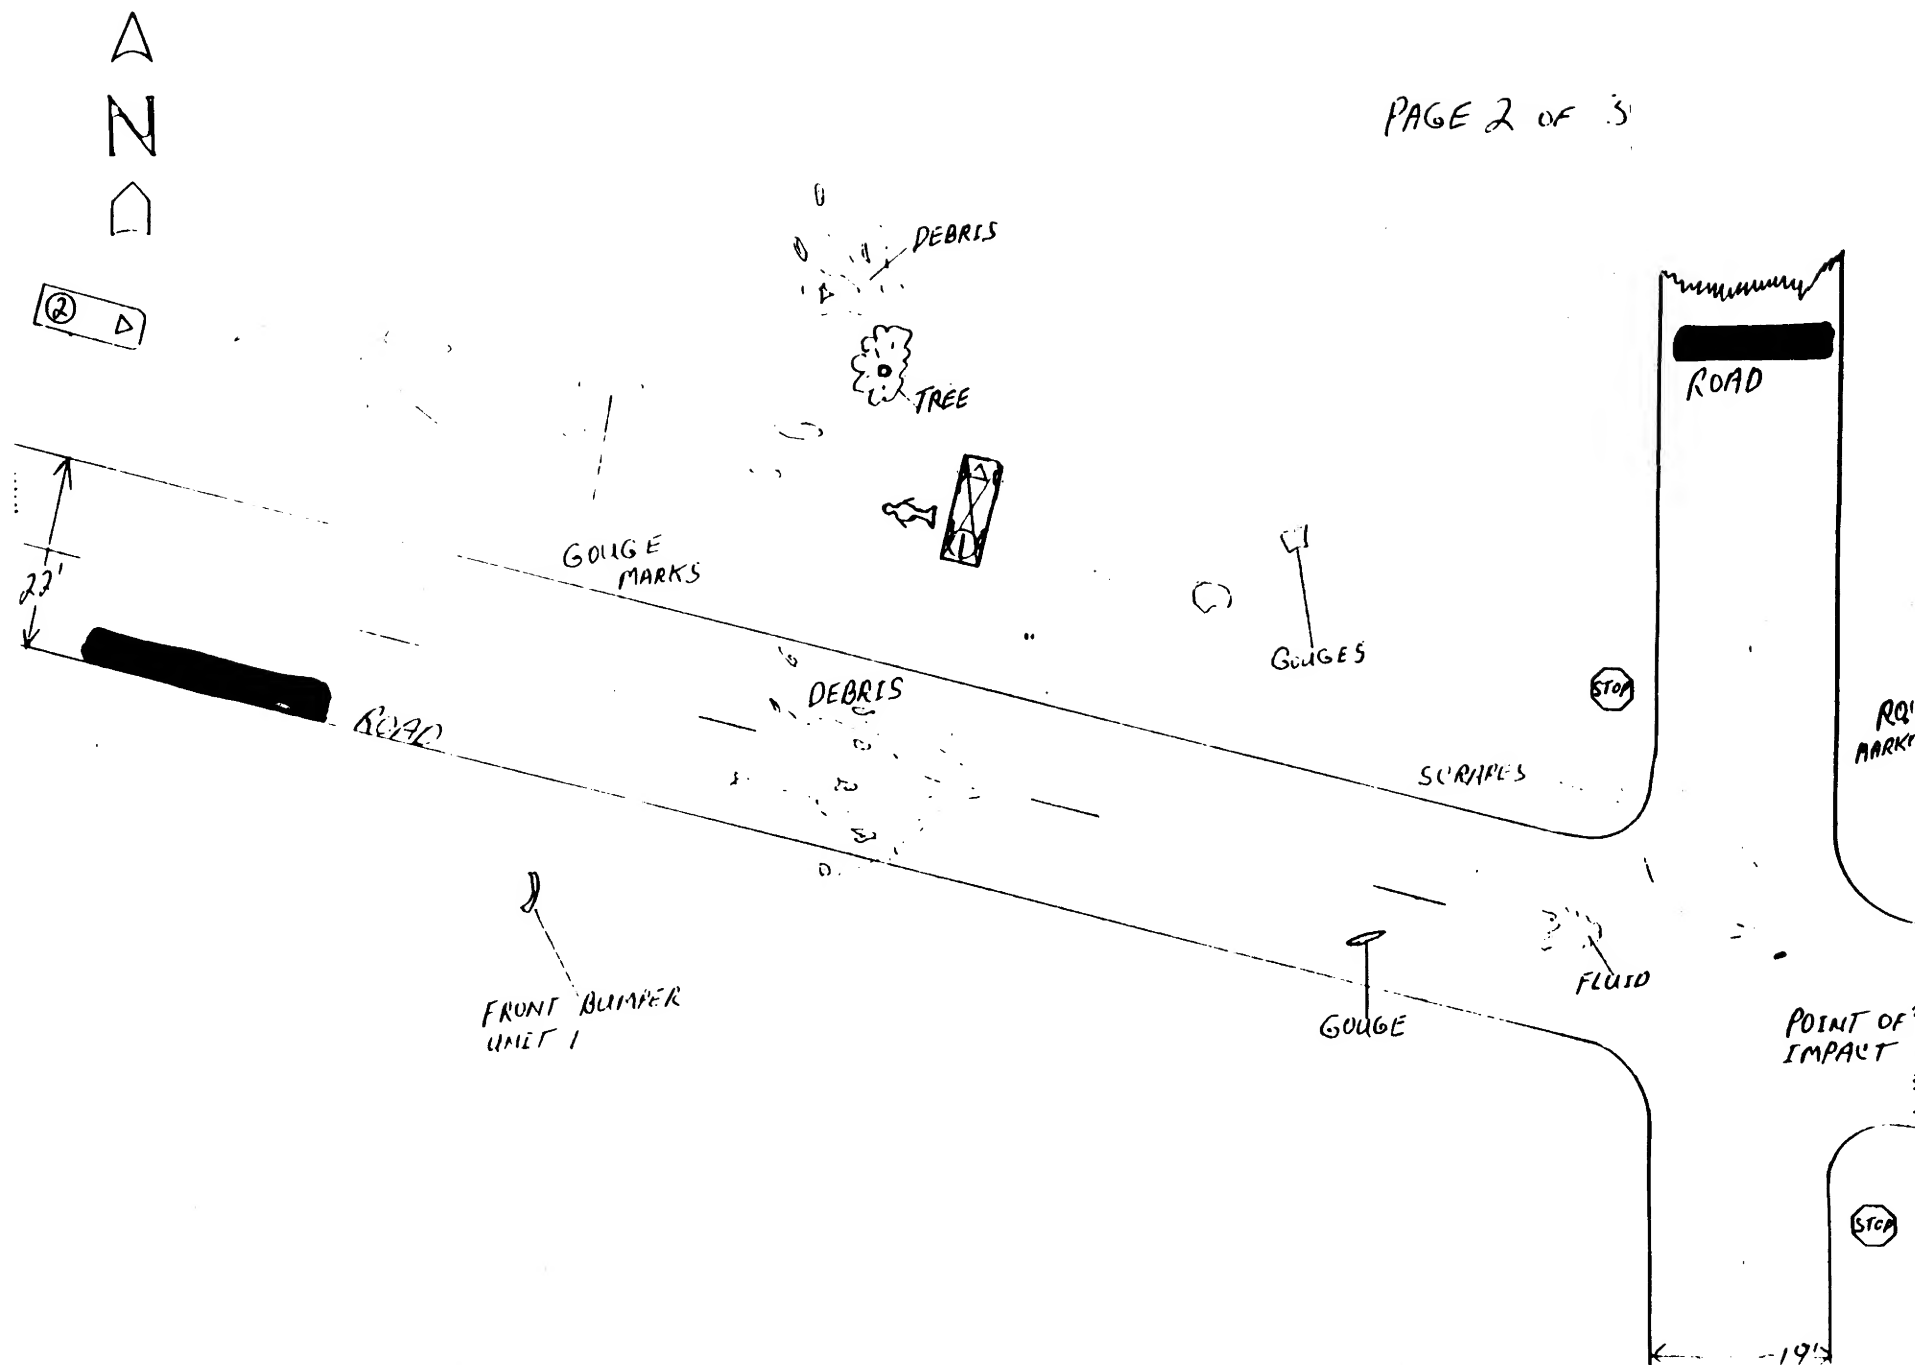 N
PAGE 2 OF 3
DEBRIS
2
TREE
ROAD
1
GOUGE
MARKS
22'
GOUGES
STOP
DEBRIS
ROAD
SCRAPES
FRONT BUMPER
UNIT 1
FLUID
GOUGE
POINT OF
IMPACT
STOP
19'